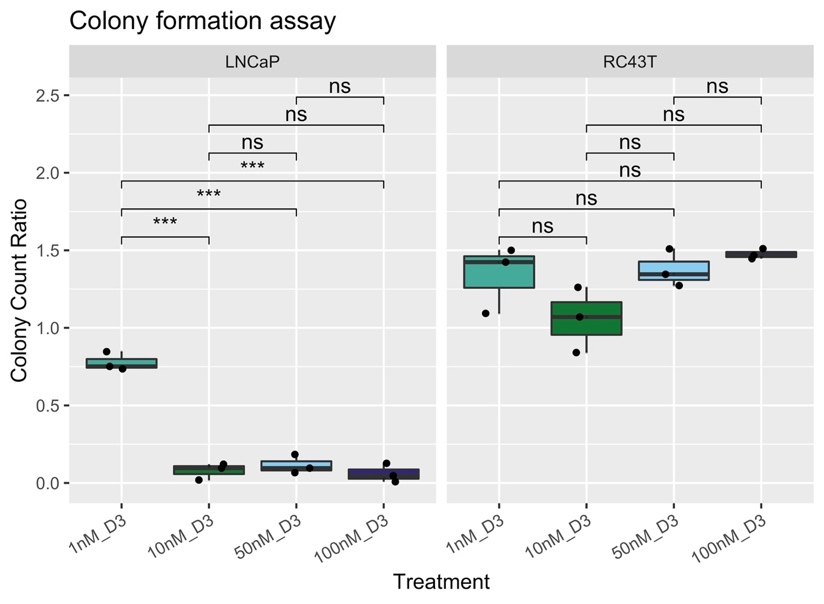 Colony formation assay
LNCaP
RC43T
ns
ns
ns
***
***
***
ns
ns
ns
ns
ns
ns
2.5
2.0
1.5
1.0
0.5
0.0
Colony Count Ratio
1nM_D3
10nM_D3
50nM_D3
100nM_D3
1nM_D3
10nM_D3
50nM_D3
100nM_D3
Treatment